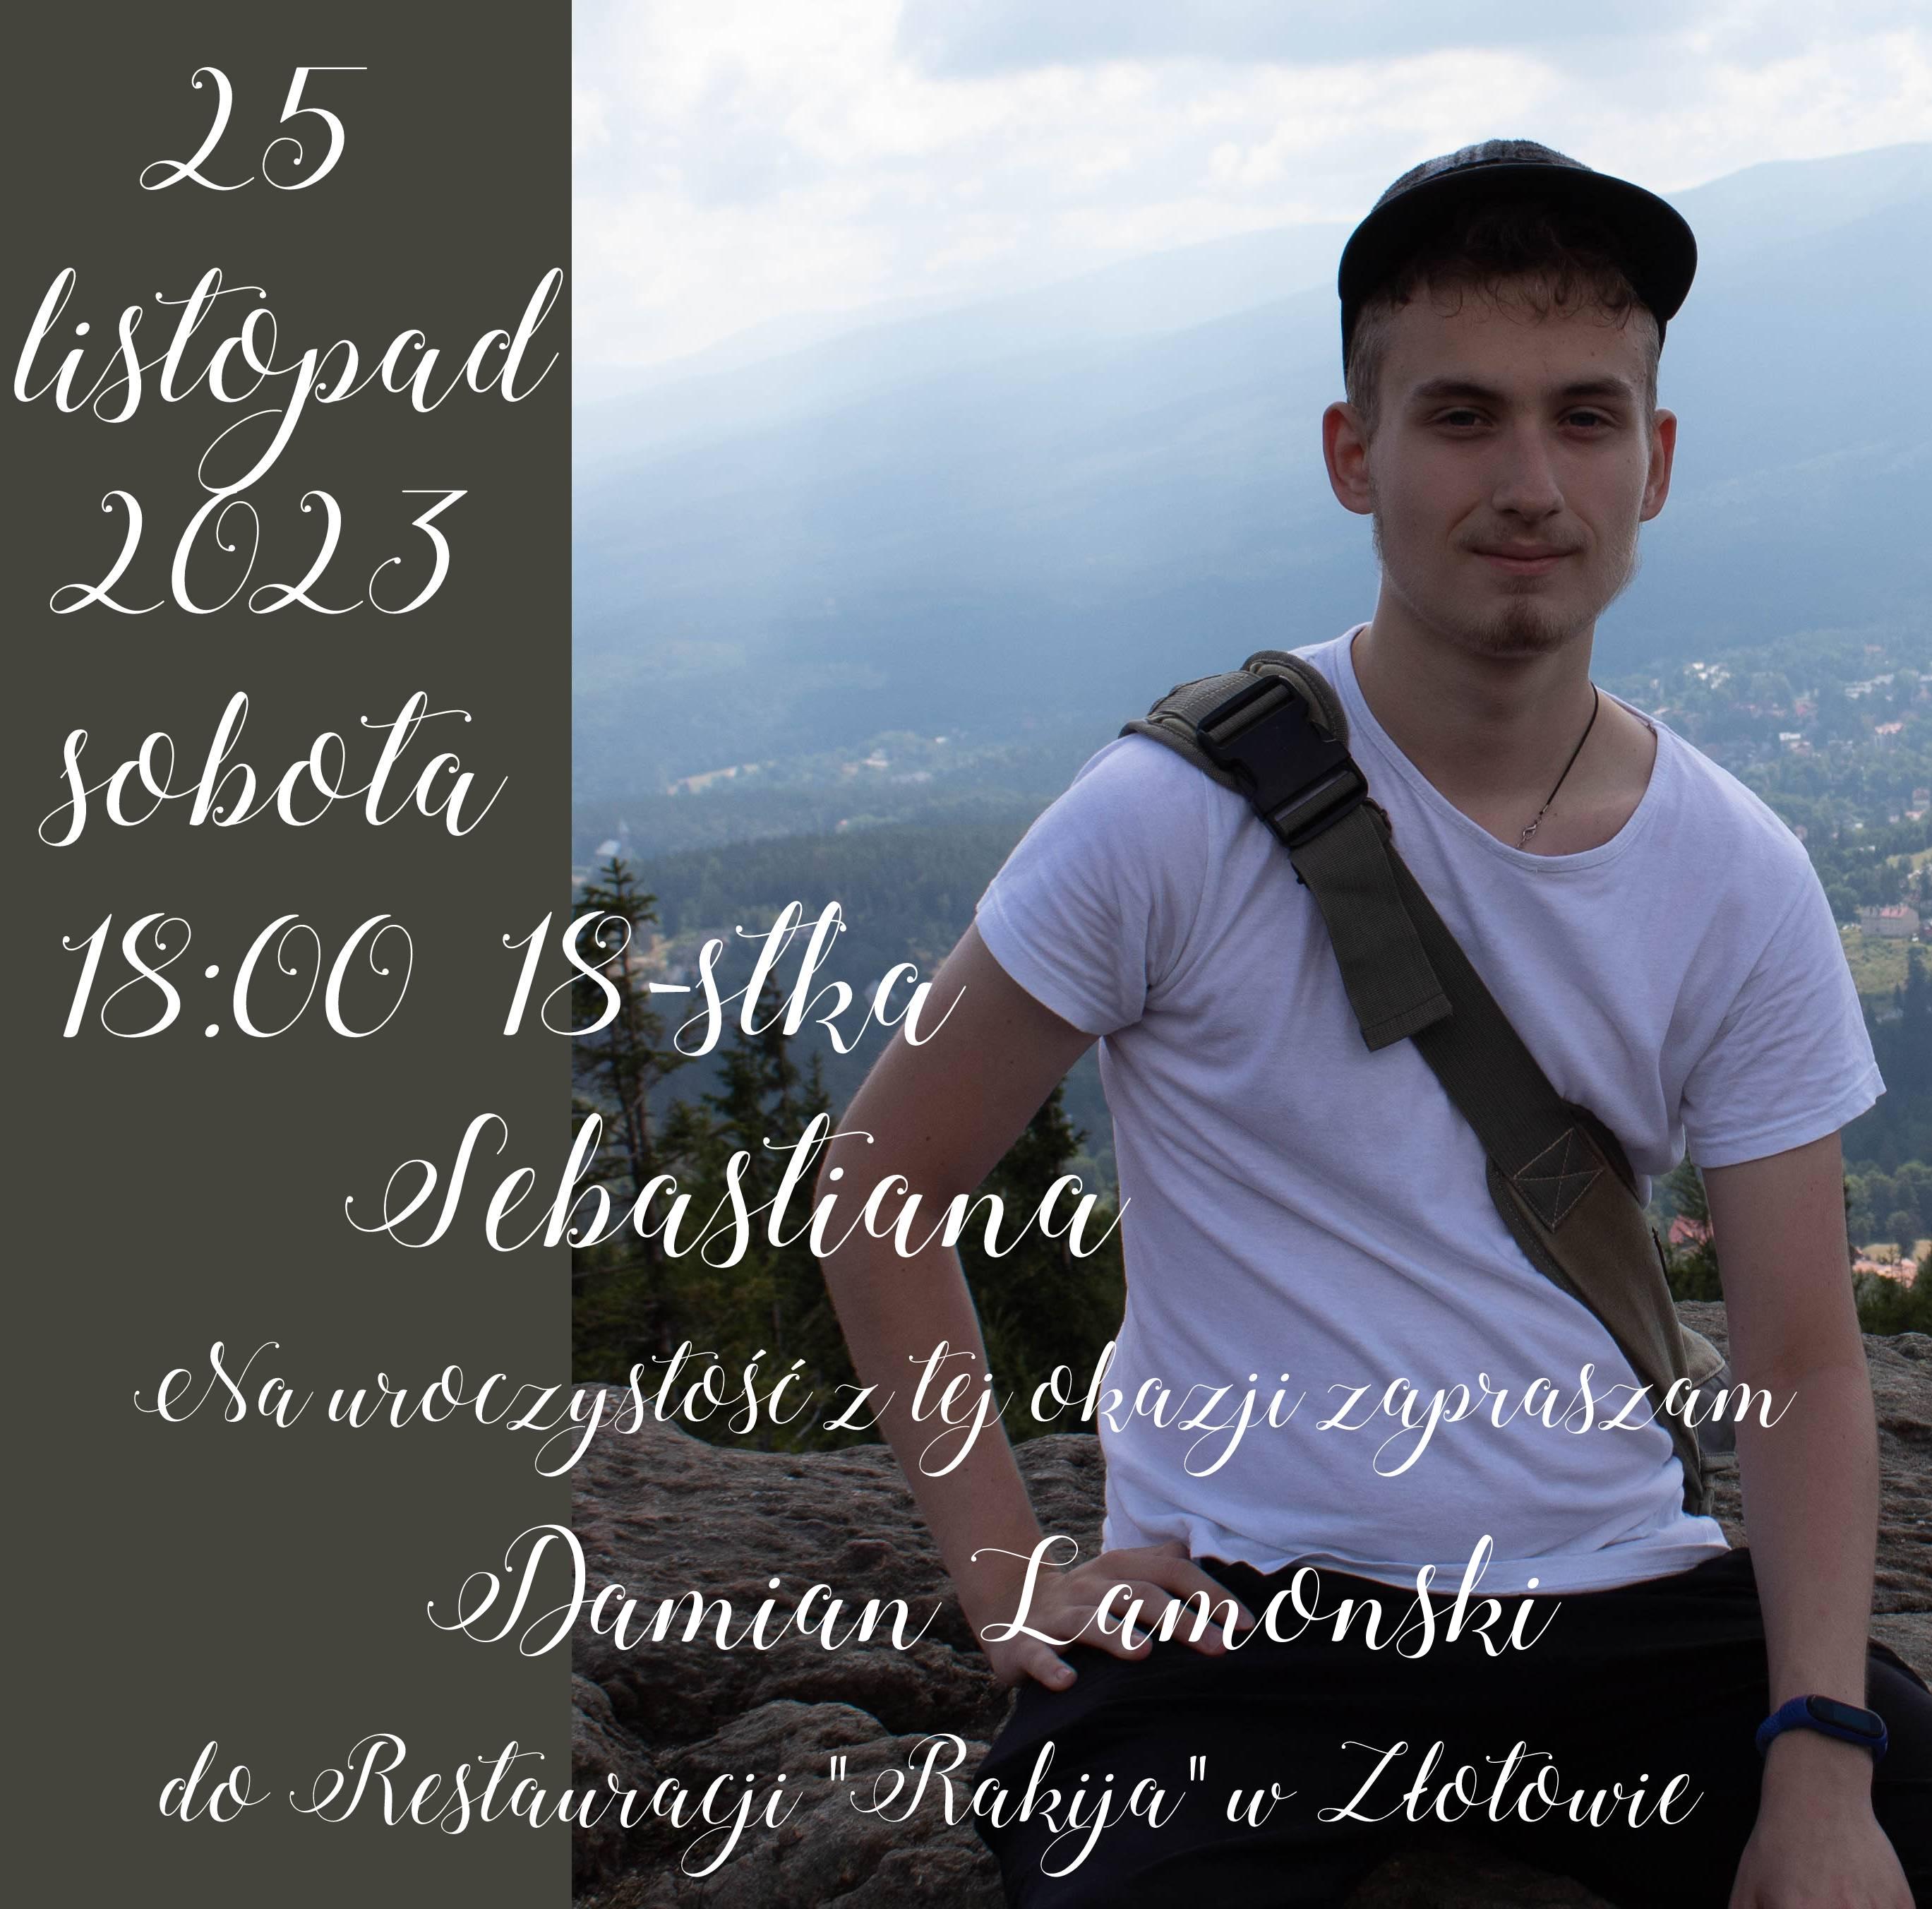 25
listopad
2023
sobota
18:00 18-stka
Sebastiana
Na uroczystość z tej okazji zapraszam
Damian Lamonski
do Restauracji "Rakija" w Złotowie